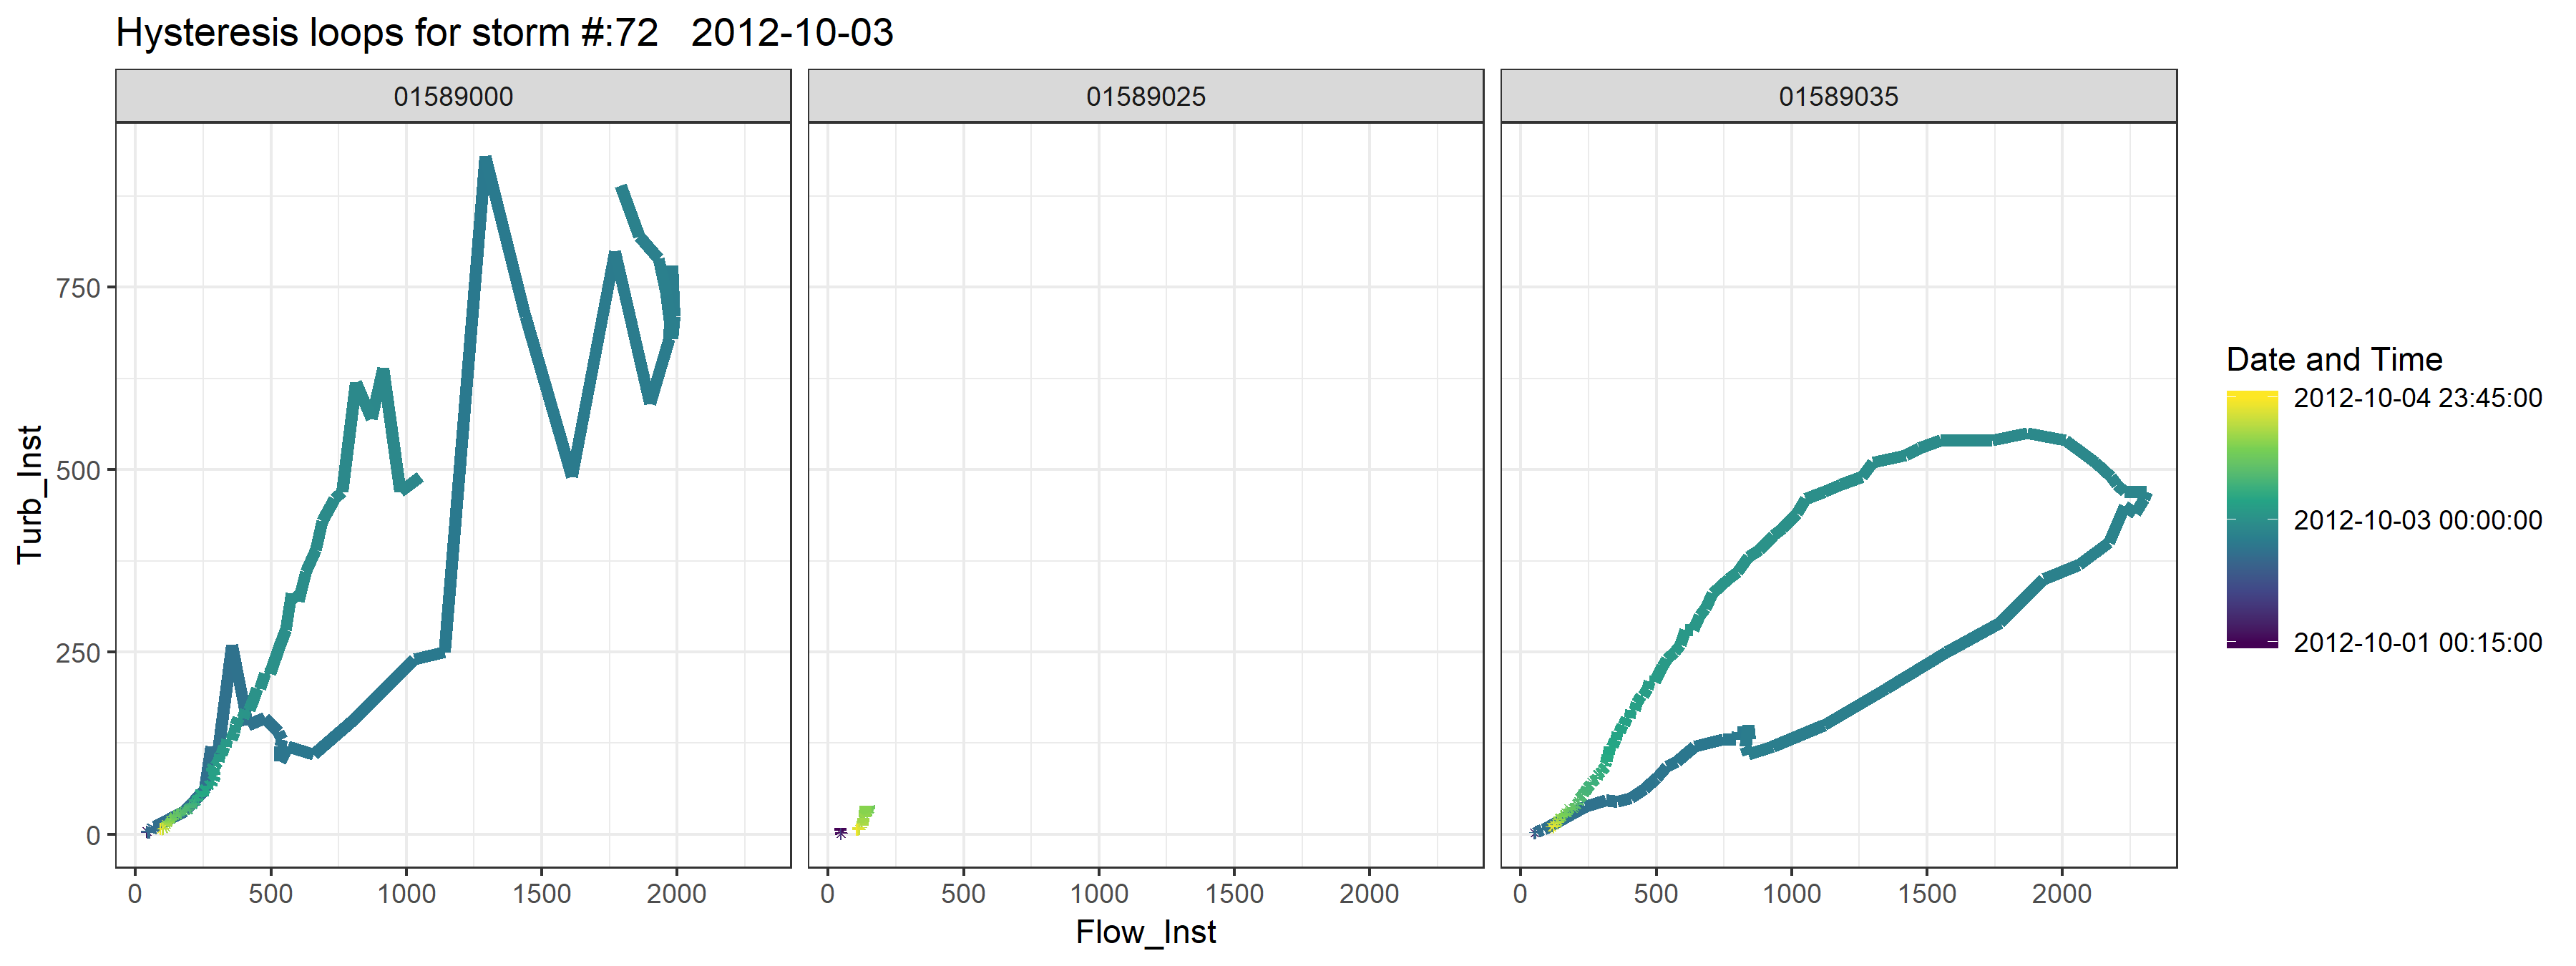 Hysteresis loops for storm #:72   2012-10-03
01589000
01589025
01589035
Turb_Inst
750
500
250
0
0 500 1000 1500 2000
0 500 1000 1500 2000
0 500 1000 1500 2000
Flow_Inst
Date and Time
2012-10-04 23:45:00
2012-10-03 00:00:00
2012-10-01 00:15:00